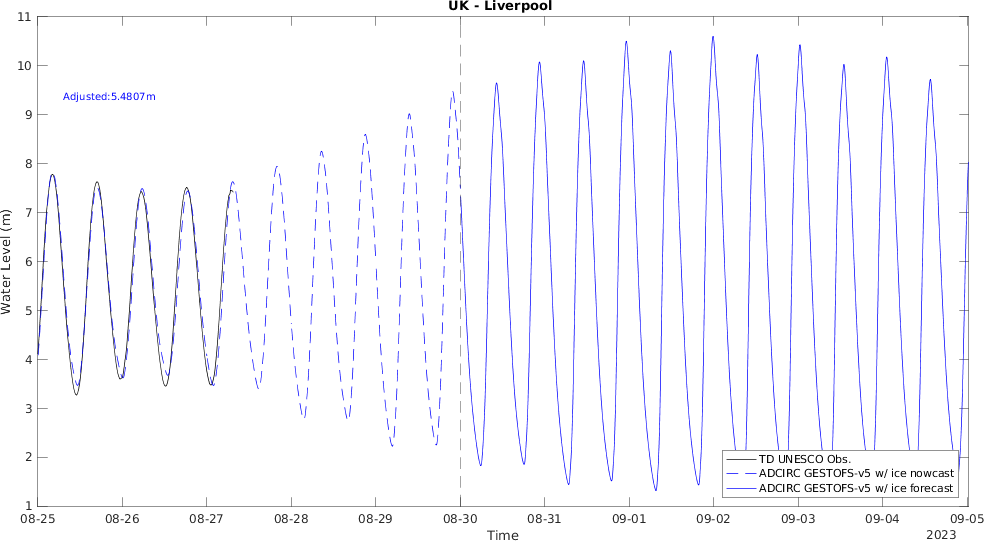 UK - Liverpool
11
10
9
8
7
6
5
4
3
2
1
Water Level (m)
Adjusted:5.4807m
TD UNESCO Obs.
ADCIRC GESTOFS-v5 w/ ice nowcast
ADCIRC GESTOFS-v5 w/ ice forecast
08-25 08-26 08-27 08-28 08-29 08-30 08-31 09-01 09-02 09-03 09-04 09-05
Time
2023